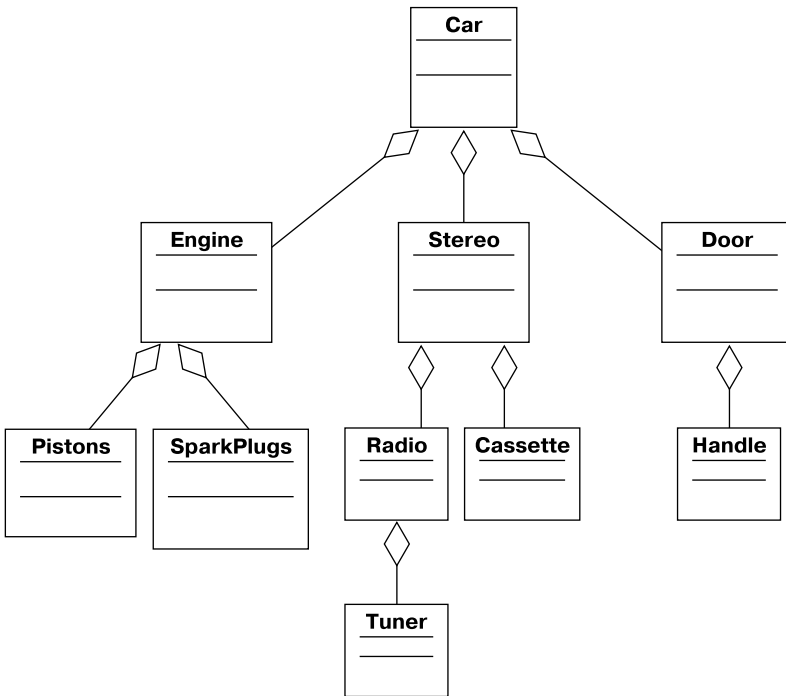 Car
Engine
Stereo
Door
Pistons
SparkPlugs
Radio
Cassette
Handle
Tuner